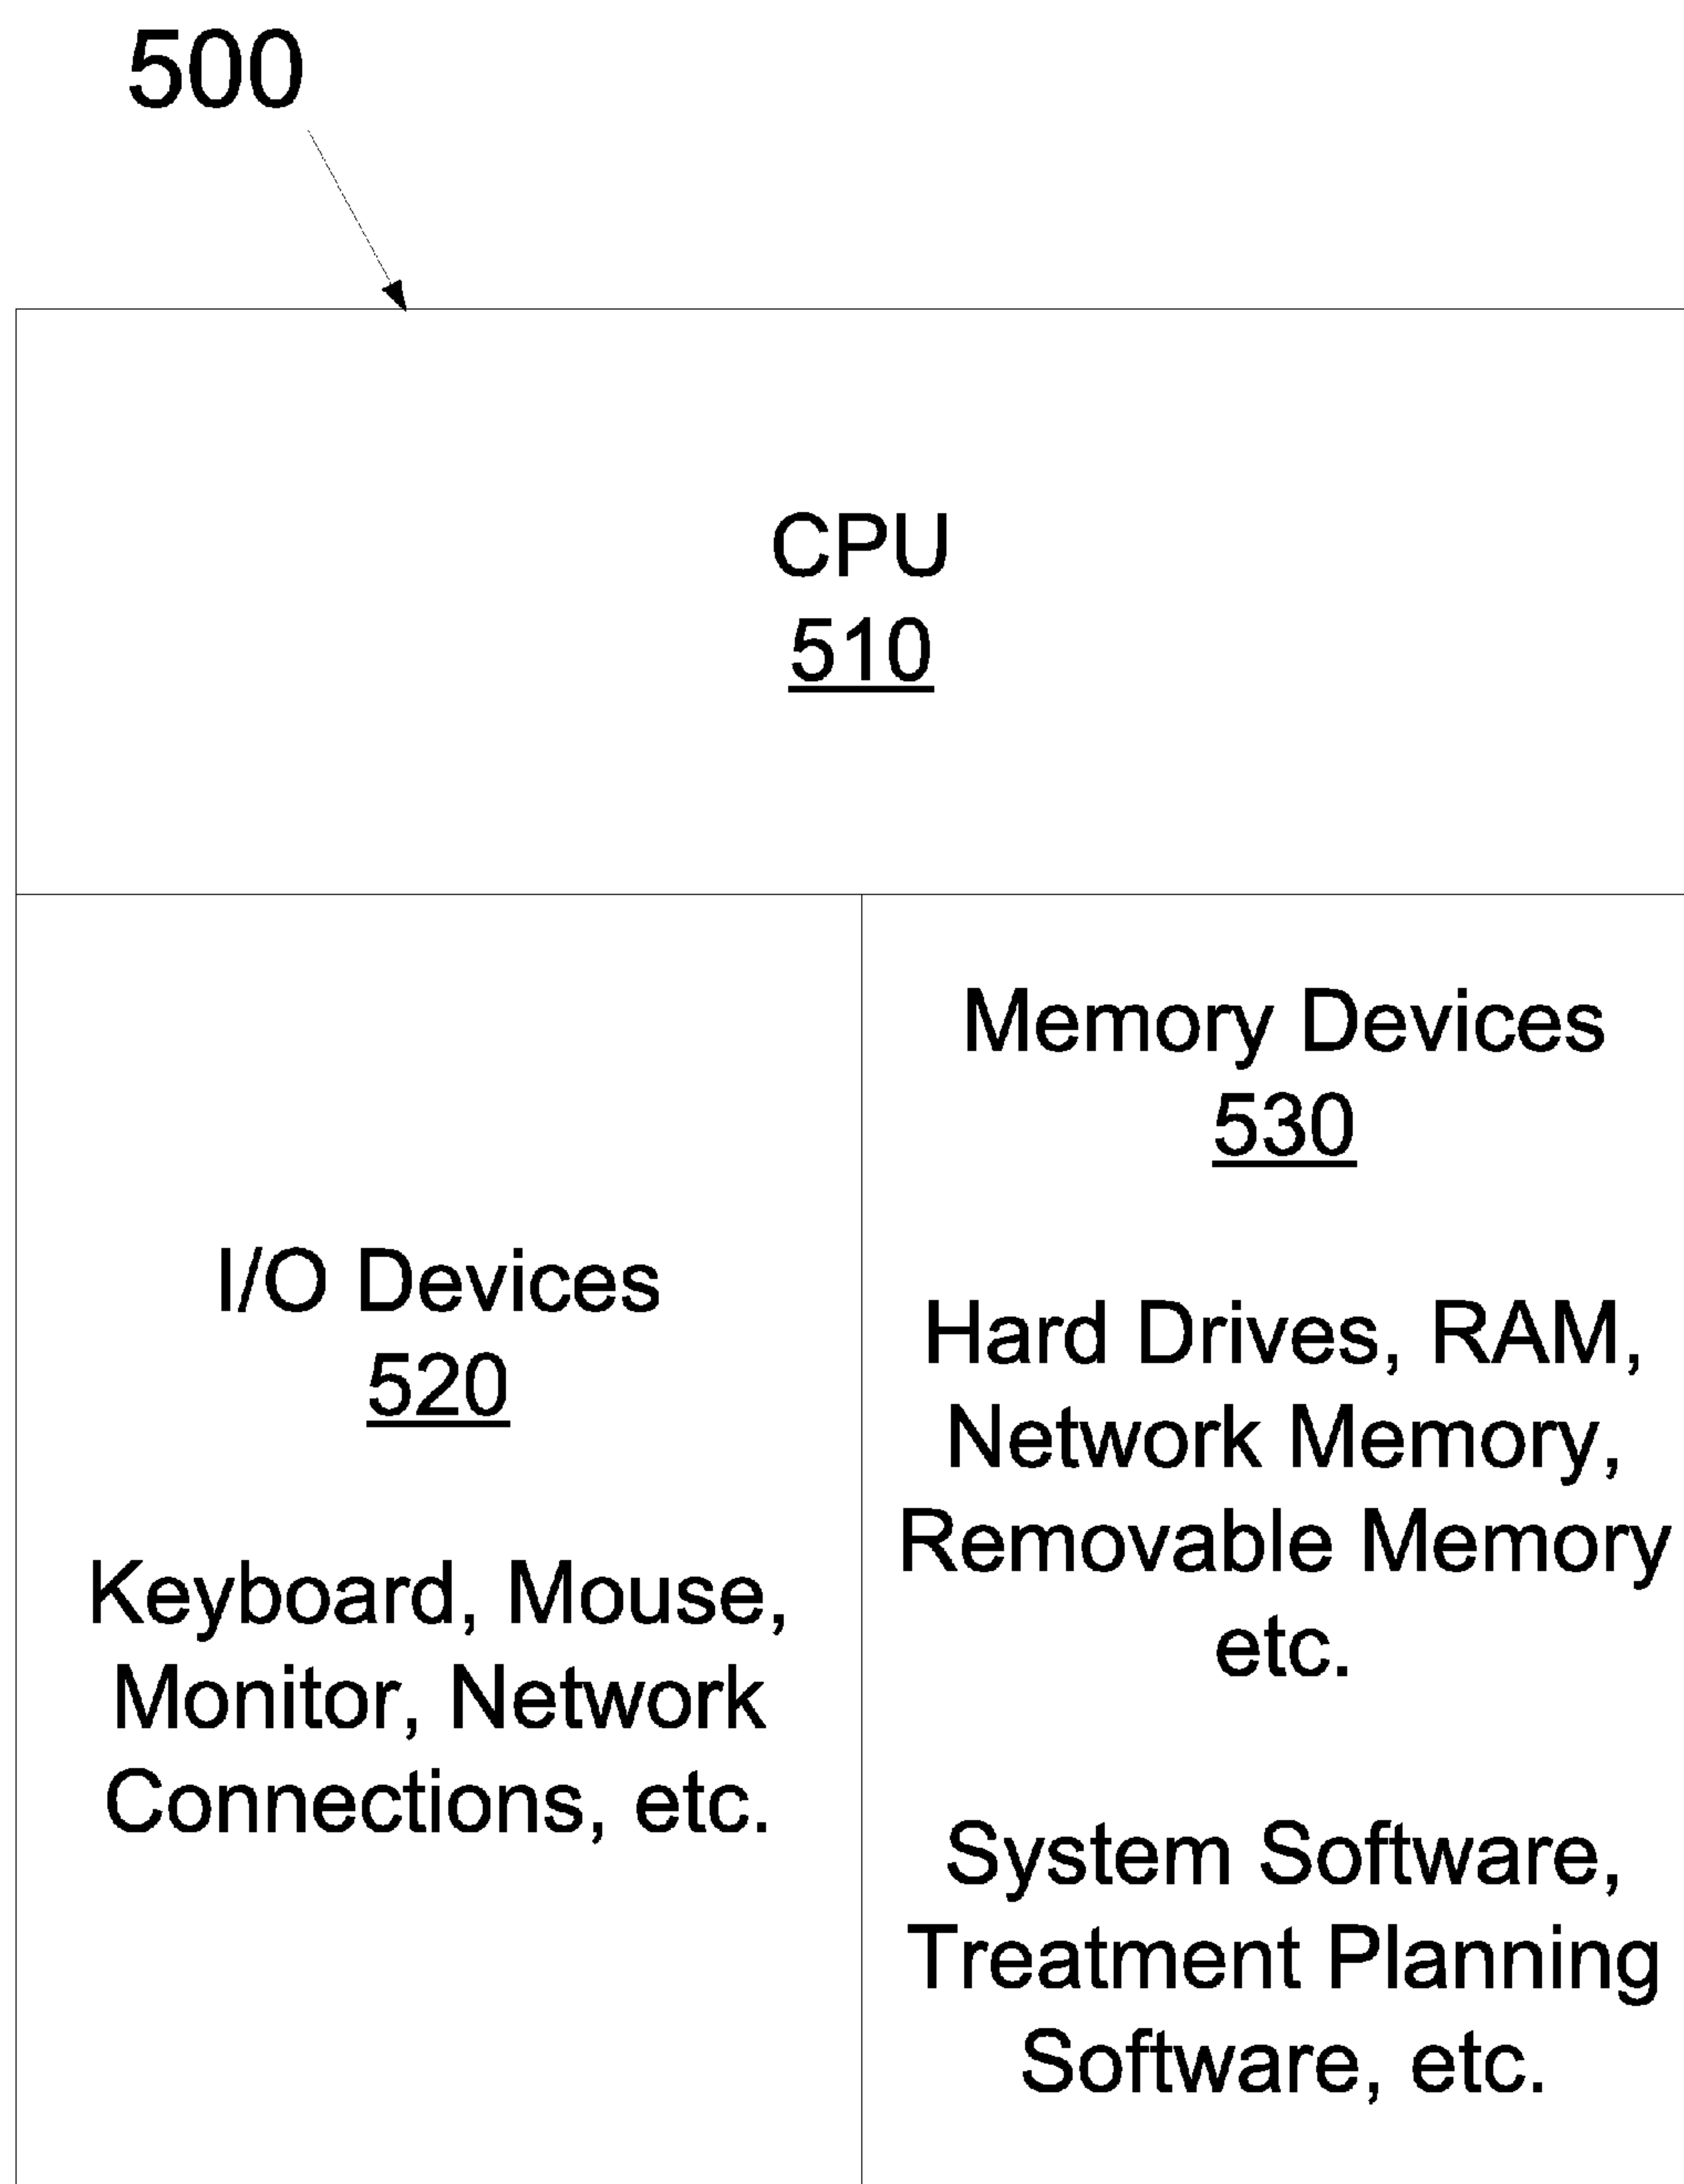 500
CPU
510
I/O Devices
520
Keyboard, Mouse,
Monitor, Network
Connections, etc.
Memory Devices
530
Hard Drives, RAM,
Network Memory,
Removable Memory
etc.
System Software,
Treatment Planning
Software, etc.